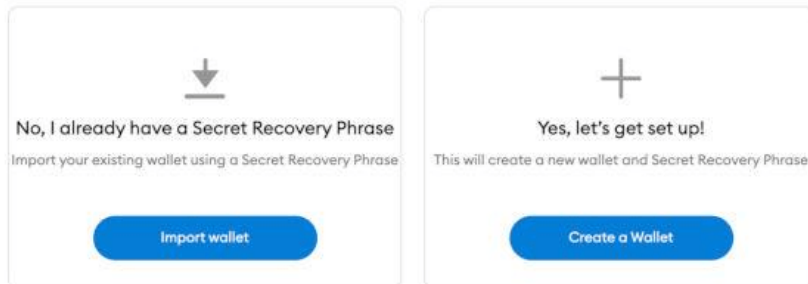 No, I already have a Secret Recovery Phrase
Import your existing wallet using a Secret Recovery Phrase
Import wallet
Yes, let's get set up!
This will create a new wallet and Secret Recovery Phrase
Create a Wallet